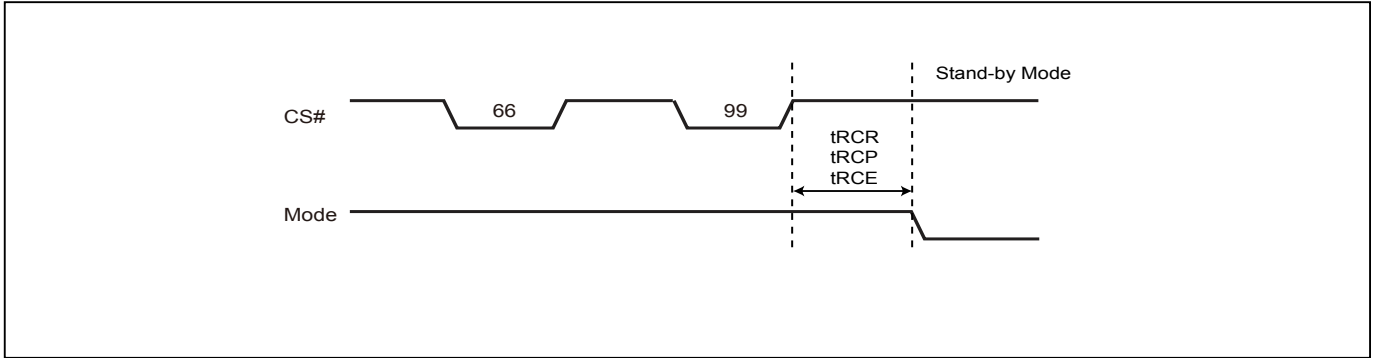 Stand-by Mode
CS#
66
99
tRCR
tRCP
tRCE
Mode